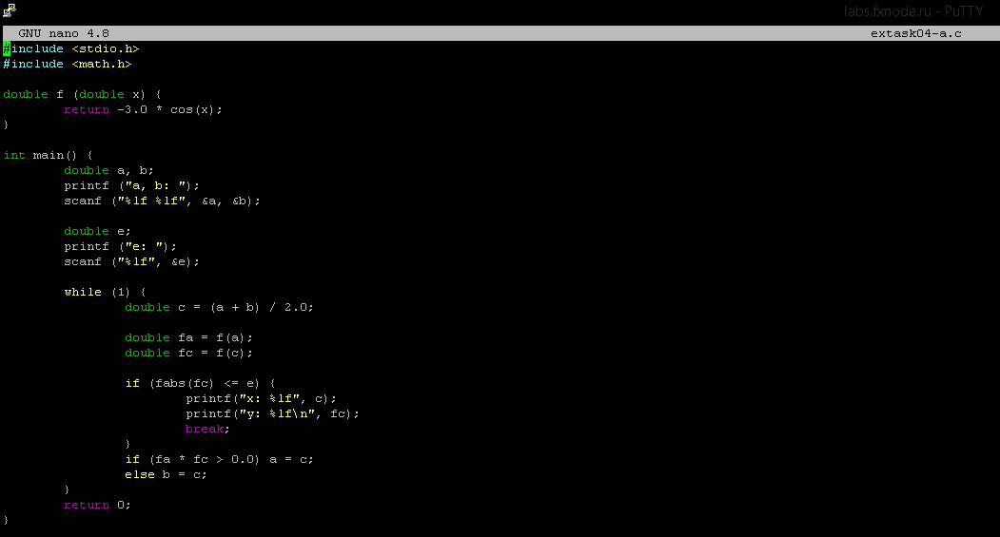 labs.fxnode.ru - PuTTY
GNU nano 4.8 extask04-a.c
#include <stdio.h>
#include <math.h>

double f (double x) {
        return -3.0 * cos(x);
}

int main() {
        double a, b;
        printf ("a, b: ");
        scanf ("%lf %lf", &a, &b);

        double e;
        printf ("e: ");
        scanf ("%lf", &e);

        while (1) {
                double c = (a + b) / 2.0;

                double fa = f(a);
                double fc = f(c);

                if (fabs(fc) <= e) {
                        printf("x: %lf", c);
                        printf("y: %lf\n", fc);
                        break;
                }
                if (fa * fc > 0.0) a = c;
                else b = c;
        }
        return 0;
}